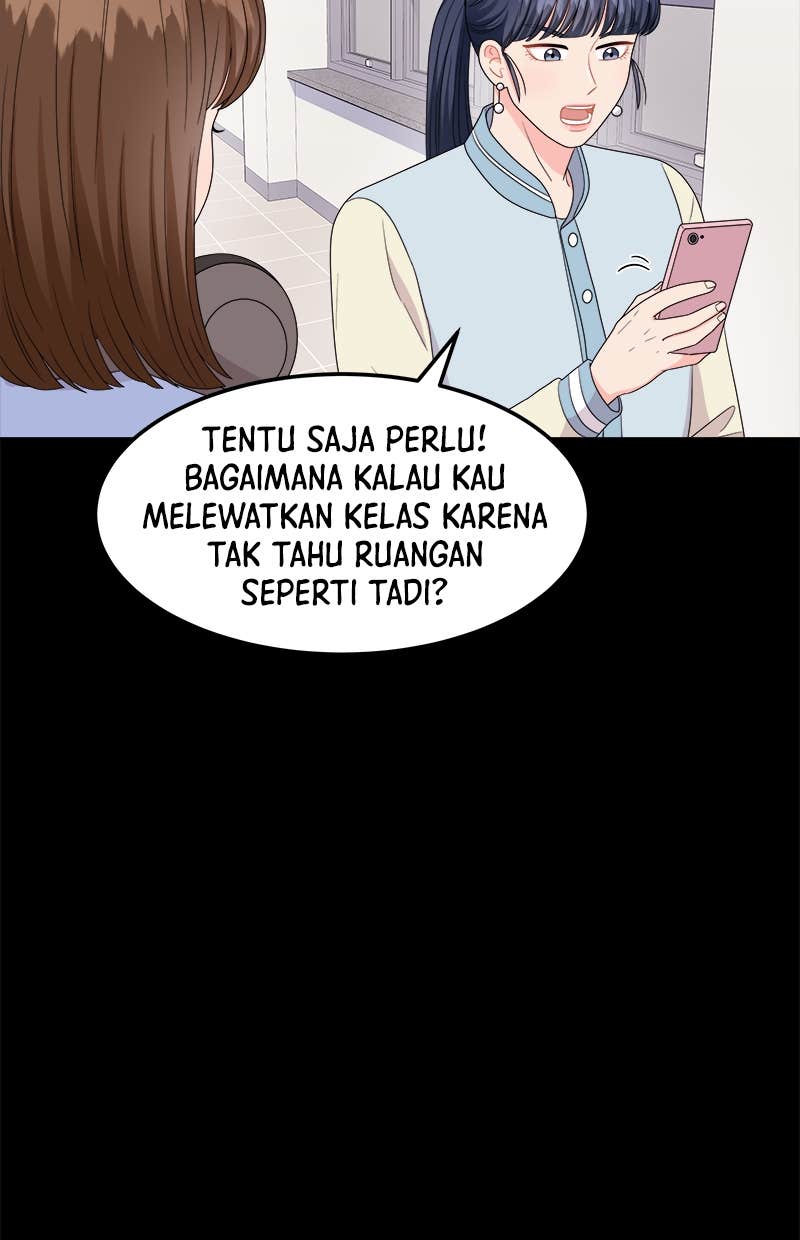 TENTU SAJA PERLU!
BAGAIMANA KALAU KAU
MELEWATKAN KELAS KARENA
TAK TAHU RUANGAN
SEPERTI TADI?